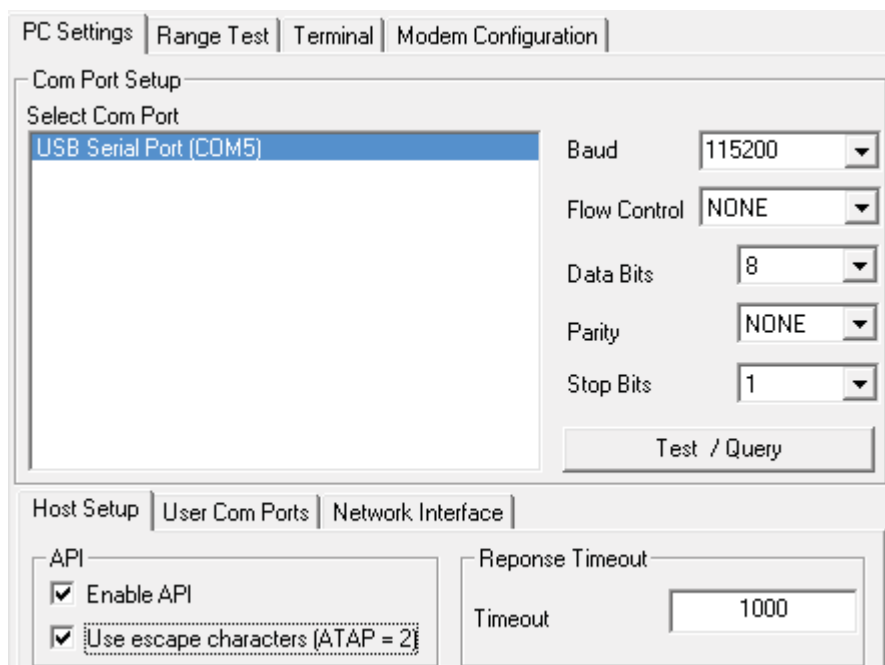 PC Settings Range Test Terminal Modem Configuration
Com Port Setup
Select Com Port
USB Serial Port (COM5)
Baud 115200
Flow Control NONE
Data Bits 8
Parity NONE
Stop Bits 1
Test / Query
Host Setup User Com Ports Network Interface
API
Enable API
Use escape characters (ATAP = 2)
Reponse Timeout
Timeout 1000